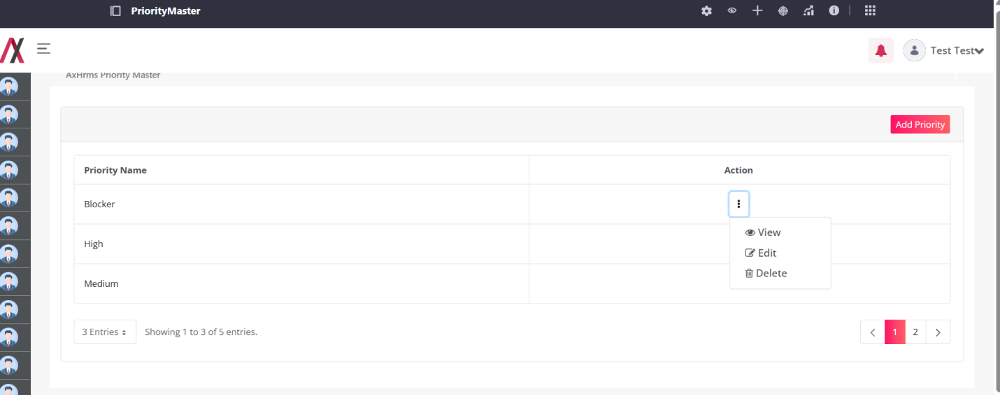 PriorityMaster
Test Test
AxHrms Priority Master
Add Priority
Priority Name Action
Blocker
View
High
Edit
Delete
Medium
3 Entries Showing 1 to 3 of 5 entries. 1 2